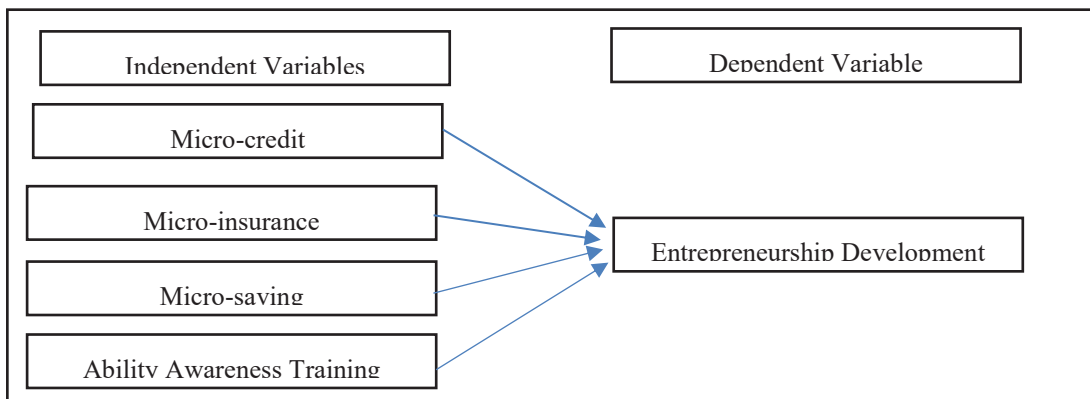 Independent Variables
Dependent Variable
Micro-credit
Micro-insurance
Entrepreneurship Development
Micro-saving
Ability Awareness Training